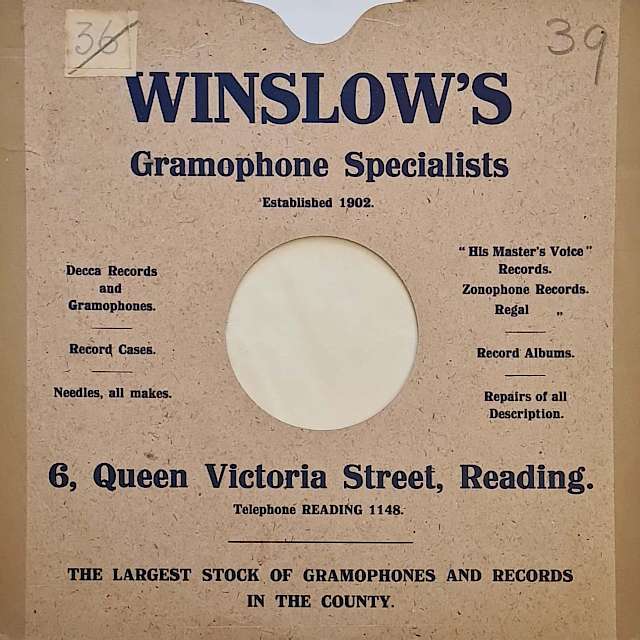 36
39
WINSLOW'S
Gramophone Specialists
Established 1902.
Decca Records
and
Gramophones.
Record Cases.
Needles, all makes.
"His Master's Voice"
Records.
Zonophone Records.
Regal „
Record Albums.
Repairs of all
Description.
6, Queen Victoria Street, Reading.
Telephone READING 1148.
THE LARGEST STOCK OF GRAMOPHONES AND RECORDS
IN THE COUNTY.